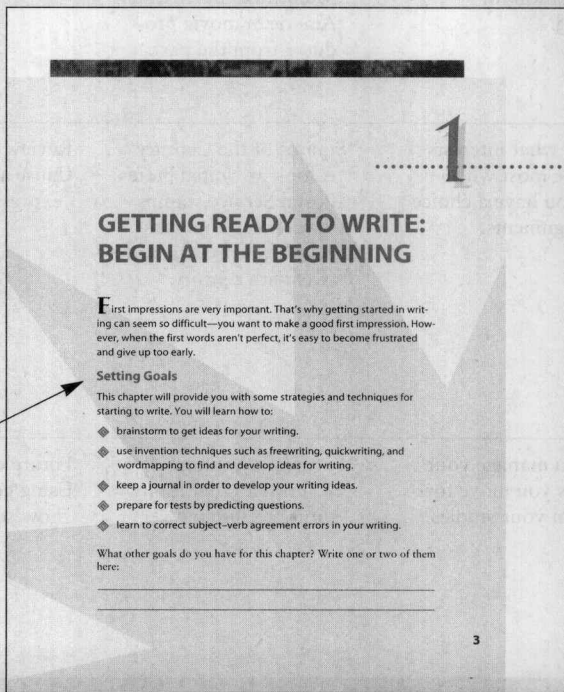 1
GETTING READY TO WRITE:
BEGIN AT THE BEGINNING
First impressions are very important. That's why getting started in writ-
ing can seem so difficult—you want to make a good first impression. How-
ever, when the first words aren't perfect, it's easy to become frustrated
and give up too early.
Setting Goals
This chapter will provide you with some strategies and techniques for
starting to write. You will learn how to:
brainstorm to get ideas for your writing.
use invention techniques such as freewriting, quickwriting, and
wordmapping to find and develop ideas for writing.
keep a journal in order to develop your writing ideas.
prepare for tests by predicting questions.
learn to correct subject–verb agreement errors in your writing.
What other goals do you have for this chapter? Write one or two of them
here:
3